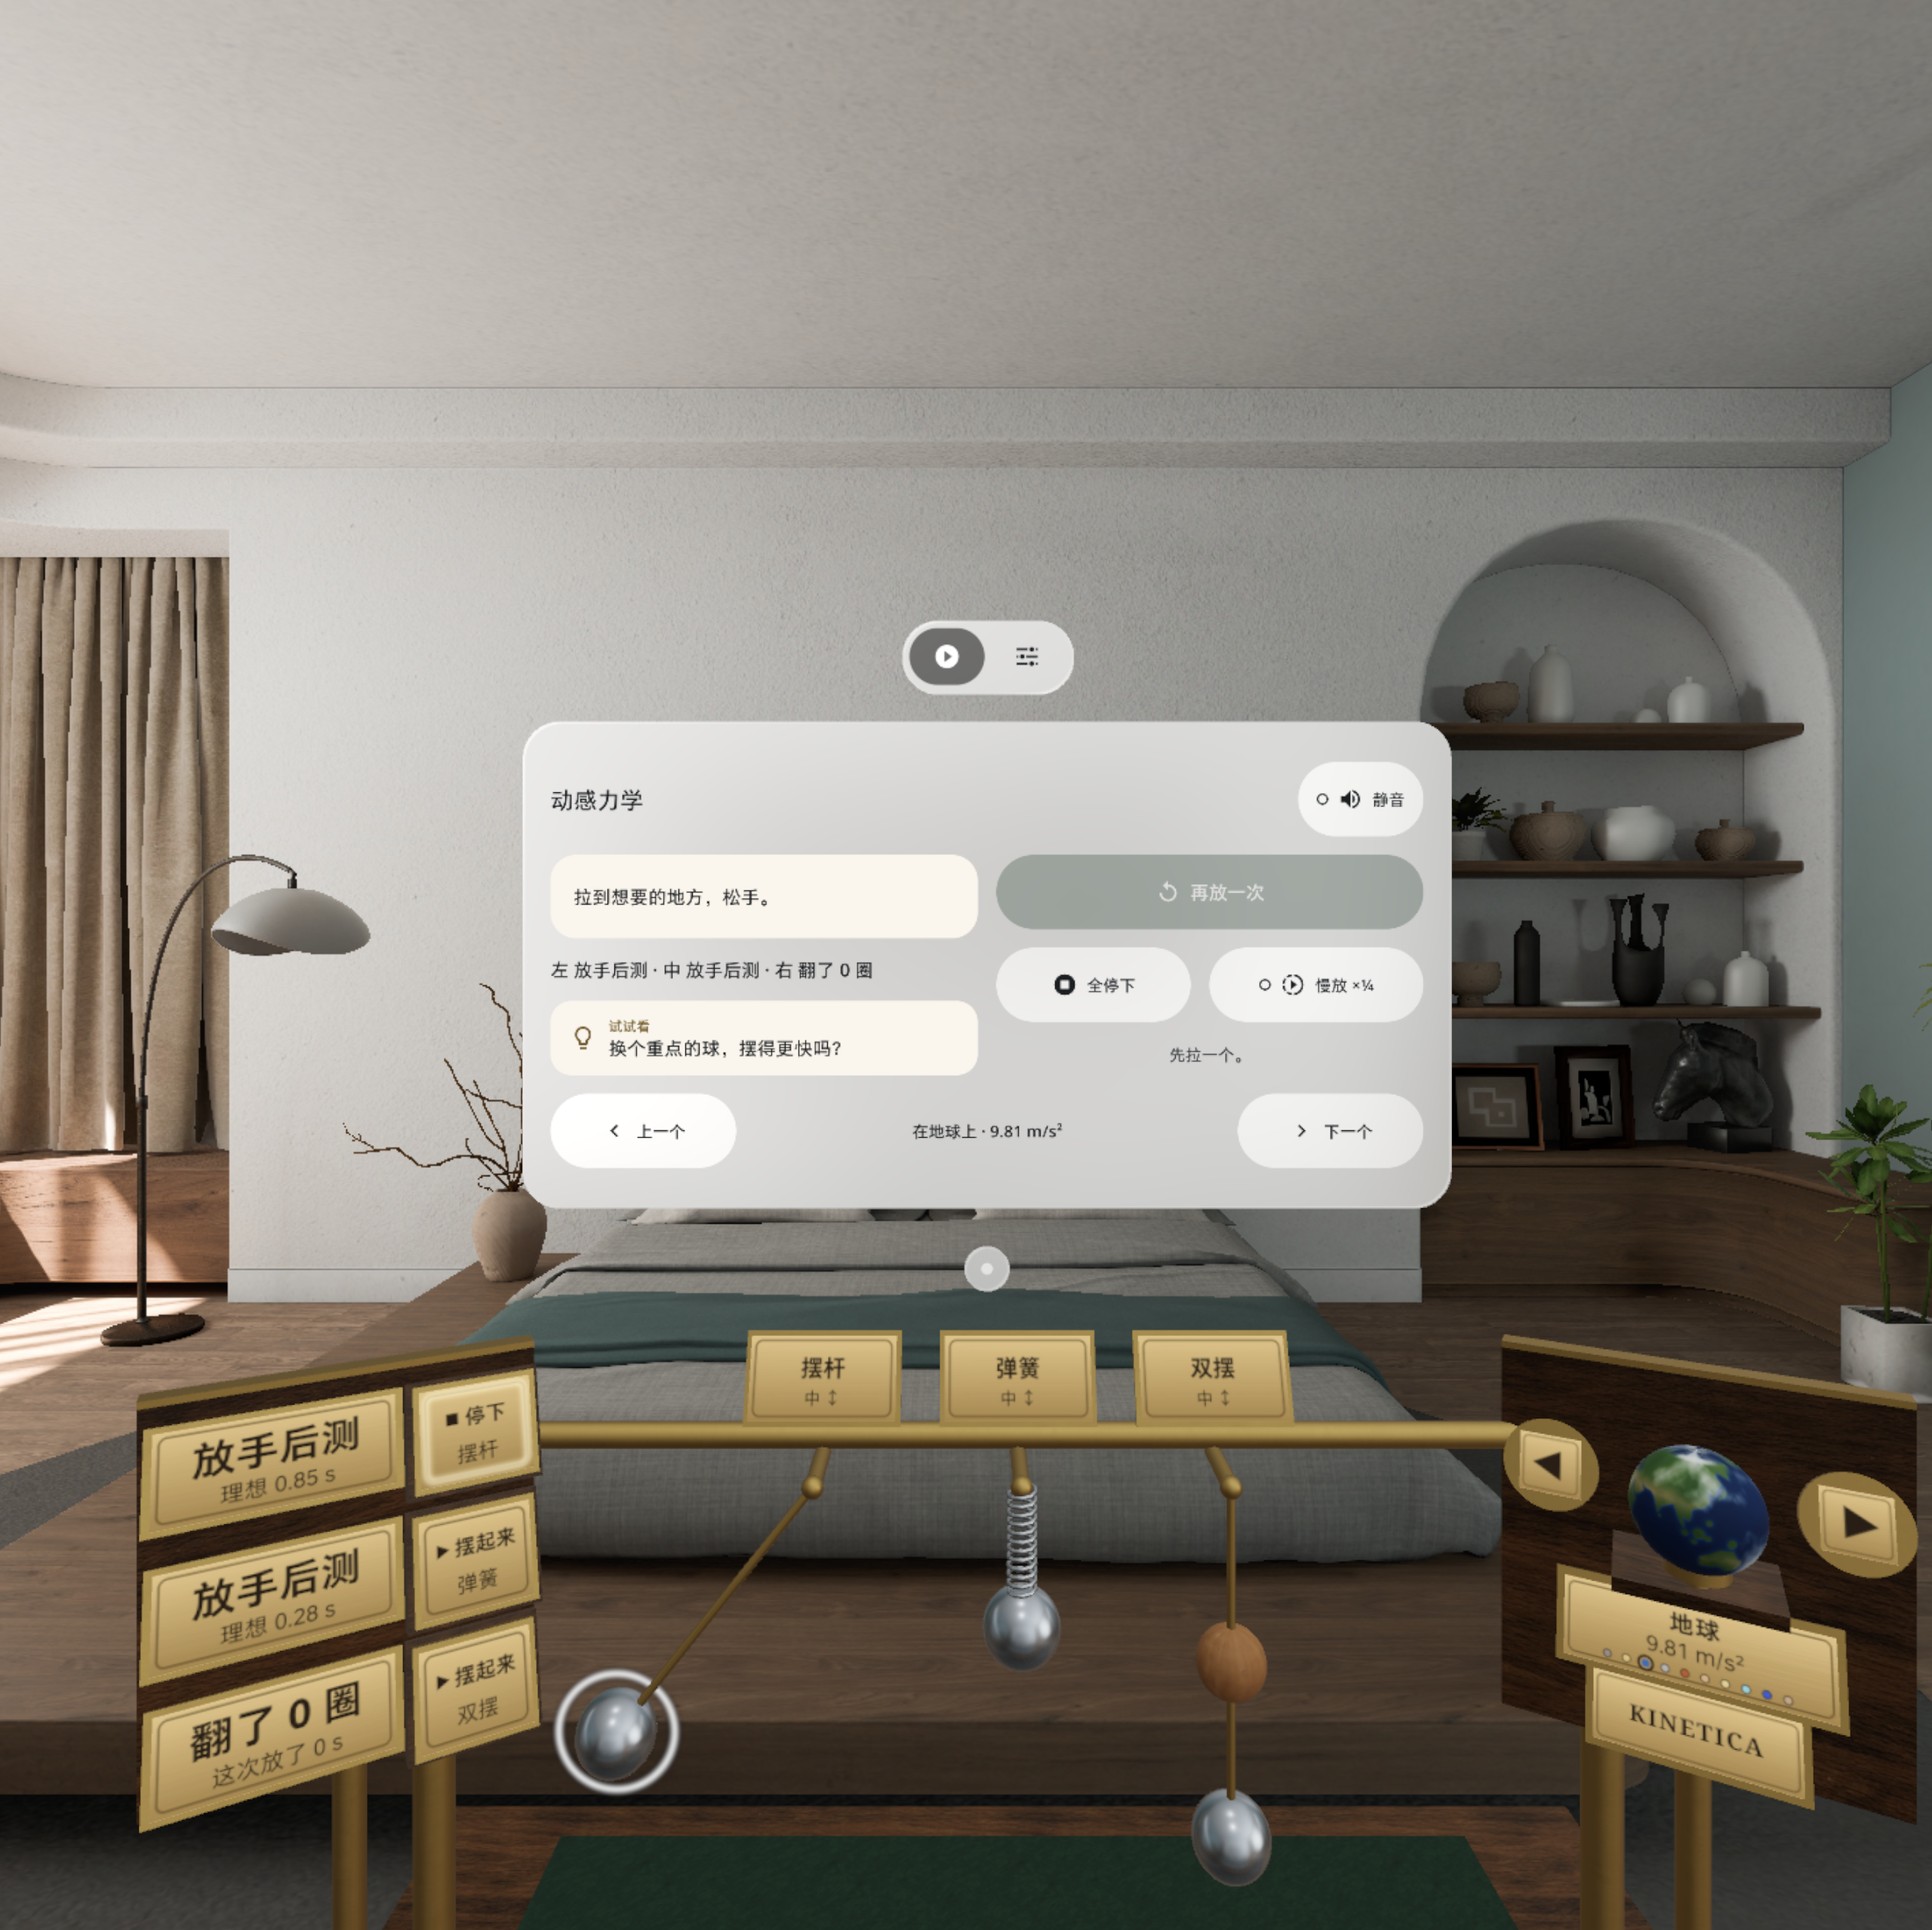 动感力学
静音
拉到想要的地方，松手。
再放一次
左 放手后测 · 中 放手后测 · 右 翻了 0 圈
全停下
慢放 ×¼
试试看
换个重点的球，摆得更快吗？
先拉一个。
上一个
在地球上 · 9.81 m/s²
下一个
摆杆
中 ↕
弹簧
中 ↕
双摆
中 ↕
放手后测
理想 0.85 s
■ 停下
摆杆
放手后测
理想 0.28 s
▶ 摆起来
弹簧
翻了 0 圈
这次放了 0 s
▶ 摆起来
双摆
地球
9.81 m/s²
KINETICA